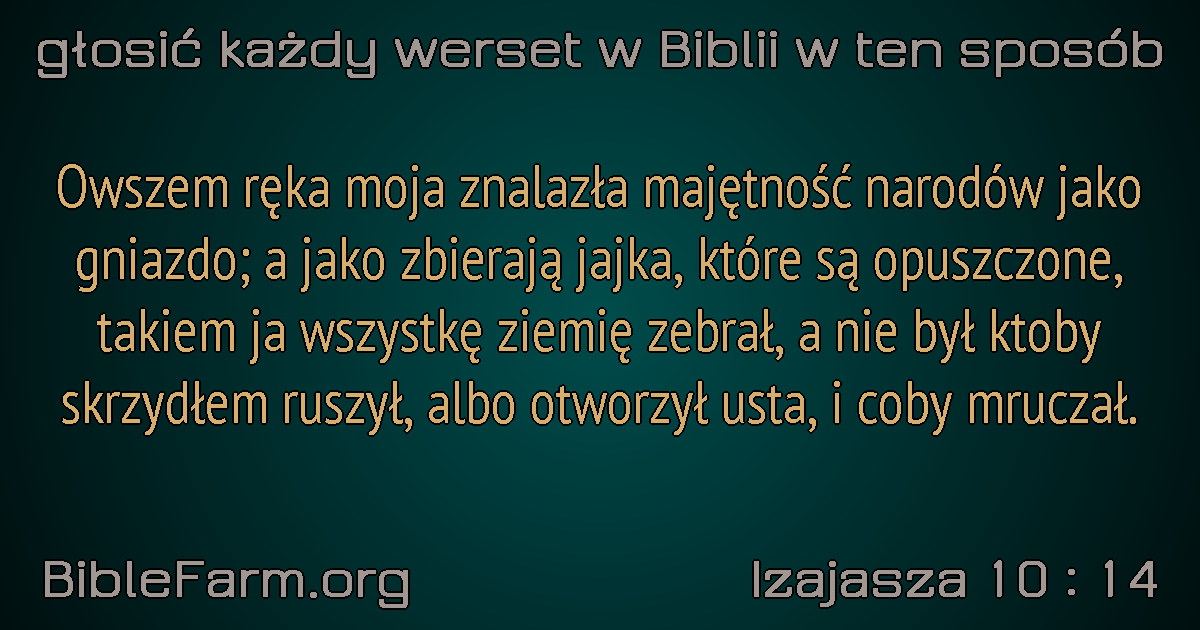 głosić każdy werset w Biblii w ten sposób
Owszem ręka moja znalazła majętność narodów jako
gniazdo; a jako zbierają jajka, które są opuszczone,
takiem ja wszystkę ziemię zebrał, a nie był ktoby
skrzydłem ruszył, albo otworzył usta, i coby mruczał.
BibleFarm.org
Izajasza 10 : 14